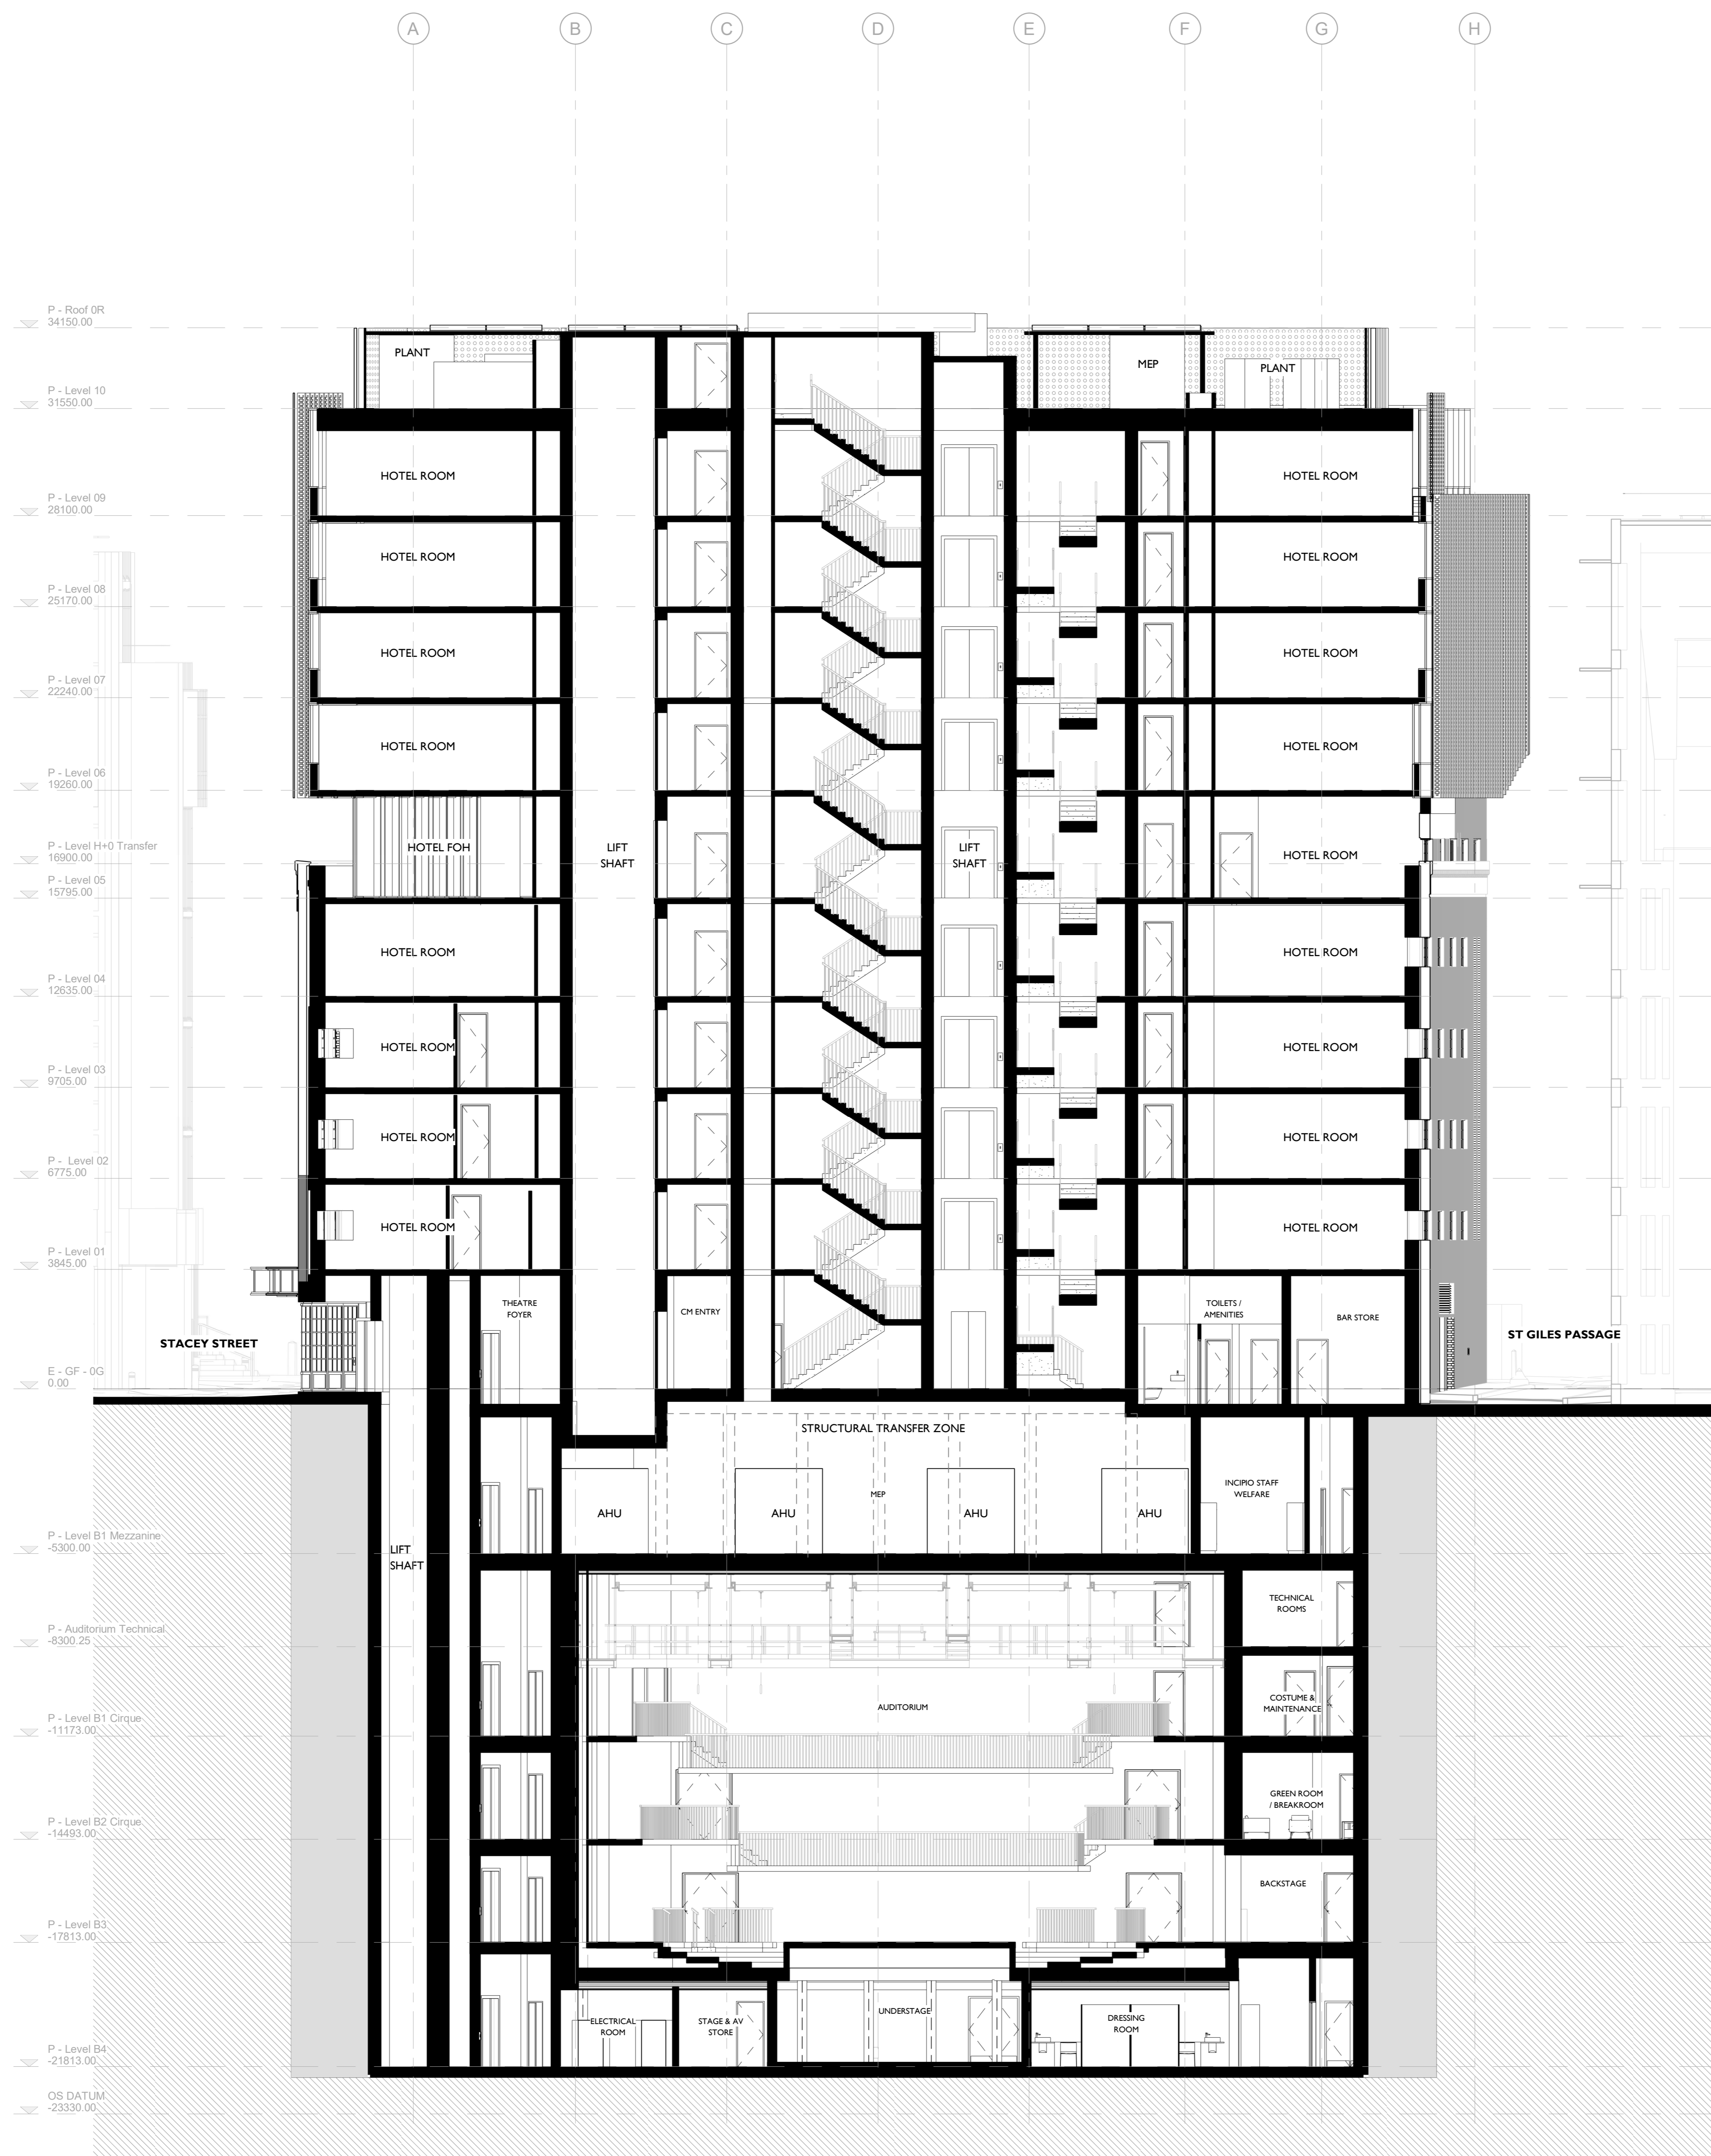 A B C D E F G H
P - Roof 0R
34150.00
PLANT
MEP
PLANT
P - Level 10
31550.00
HOTEL ROOM
HOTEL ROOM
P - Level 09
28100.00
HOTEL ROOM
HOTEL ROOM
P - Level 08
25170.00
HOTEL ROOM
HOTEL ROOM
P - Level 07
22240.00
HOTEL ROOM
HOTEL ROOM
P - Level 06
19260.00
HOTEL FOH
LIFT
SHAFT
LIFT
SHAFT
HOTEL ROOM
P - Level H+0 Transfer
16900.00
P - Level 05
15795.00
HOTEL ROOM
HOTEL ROOM
P - Level 04
12635.00
HOTEL ROOM
HOTEL ROOM
P - Level 03
9705.00
HOTEL ROOM
HOTEL ROOM
P - Level 02
6775.00
HOTEL ROOM
HOTEL ROOM
P - Level 01
3845.00
THEATRE
FOYER
CM ENTRY
TOILETS /
AMENITIES
BAR STORE
STACEY STREET
ST GILES PASSAGE
E - GF - 0G
0.00
STRUCTURAL TRANSFER ZONE
INCIPIO STAFF
WELFARE
MEP
AHU
AHU
AHU
AHU
P - Level B1 Mezzanine
-5300.00
LIFT
SHAFT
TECHNICAL
ROOMS
P - Auditorium Technical
-8300.25
COSTUME &
MAINTENANCE
AUDITORIUM
P - Level B1 Cirque
-11173.00
GREEN ROOM
/ BREAKROOM
P - Level B2 Cirque
-14493.00
BACKSTAGE
P - Level B3
-17813.00
UNDERSTAGE
ELECTRICAL
ROOM
STAGE & AV
STORE
DRESSING
ROOM
P - Level B4
-21813.00
OS DATUM
-23330.00